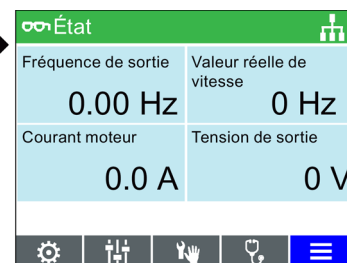 État
Fréquence de sortie
0.00 Hz
Valeur réelle de
vitesse
0 Hz
Courant moteur
0.0 A
Tension de sortie
0 V